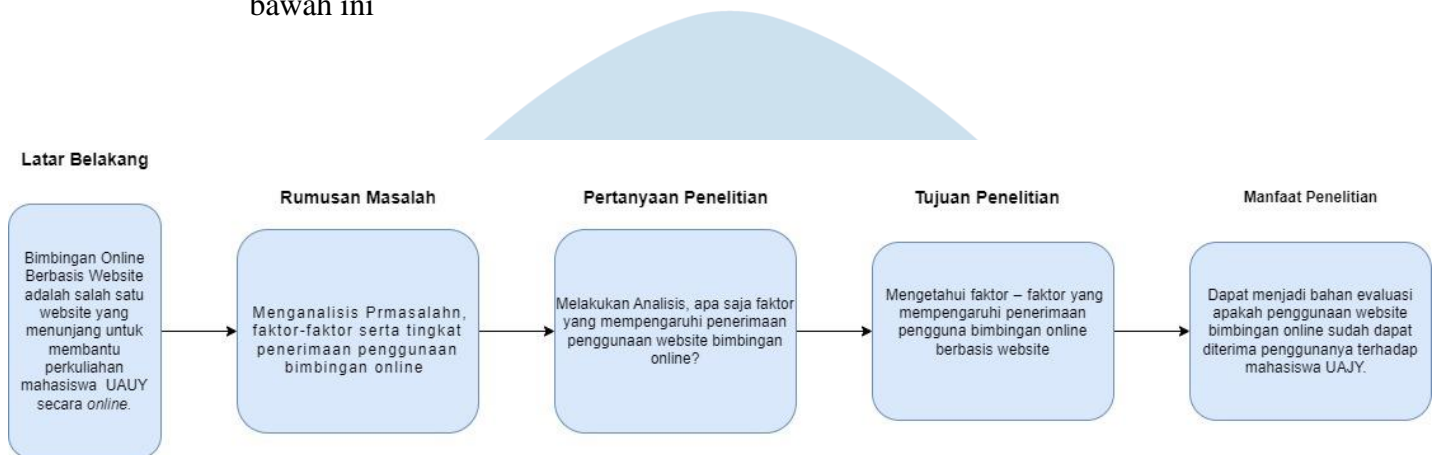 bawah ini
Latar Belakang
Bimbingan Online
Berbasis Website
adalah salah satu
website yang
menunjang untuk
membantu
perkuliahan
mahasiswa UAUY
secara online.
Rumusan Masalah
Menganalisis Prmasalahn,
faktor-faktor serta tingkat
penerimaan penggunaan
bimbingan online
Pertanyaan Penelitian
Melakukan Analisis, apa saja faktor
yang mempengaruhi penerimaan
penggunaan website bimbingan
online?
Tujuan Penelitian
Mengetahui faktor – faktor yang
mempengaruhi penerimaan
pengguna bimbingan online
berbasis website
Manfaat Penelitian
Dapat menjadi bahan evaluasi
apakah penggunaan website
bimbingan online sudah dapat
diterima penggunanya terhadap
mahasiswa UAJY.